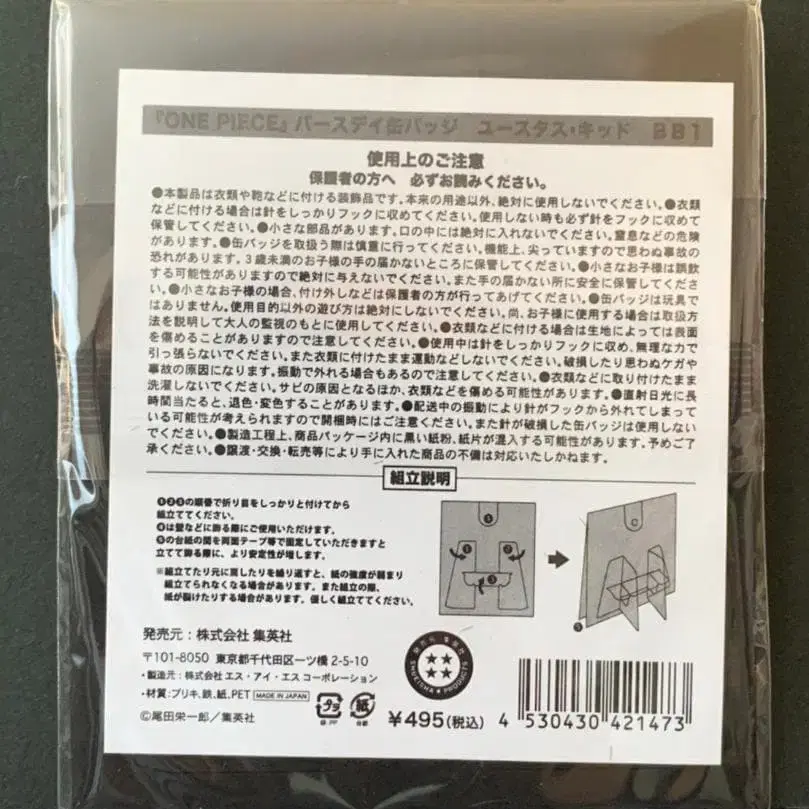 『ONE PIECE』バースデイ缶バッジ ユースタス・キッド BB1
使用上のご注意
保護者の方へ 必ずお読みください。
●本製品は衣類や鞄などに付ける装飾品です。本来の用途以外、絶対に使用しないでください。●衣類
などに付ける場合は針をしっかりフックに収めてください。使用しない時も必ず針をフックに収めて
保管してください。●小さな部品があります。口の中には絶対に入れないでください。窒息などの危険
があります。●缶バッジを取扱う際は慎重に行ってください。機能上、尖っていますので思わぬ事故の
恐れがあります。3歳未満のお子様の手の届かないところに保管してください。●小さなお子様は誤飲
する可能性がありますので絶対に与えないでください。また手の届かない所に安全に保管してください
。●小さなお子様の場合、付け外しなどは保護者の方が行ってあげてください。●缶バッジは玩具で
はありません。使用目的以外の遊び方は絶対にしないでください。尚、お子様に使用する場合は取扱方
法を説明して大人の監視のもとに使用してください。●衣類などに付ける場合は生地によっては表面
を傷めることがありますので注意してください。●使用中は針をしっかりフックに収め、無理な力で
引っ張らないでください。また衣類に付けたまま運動などしないでください。破損したり思わぬケガや
事故の原因になります。振動で外れる場合もあるので注意してください。●衣類などに取り付けたまま
洗濯しないでください。サビの原因となるほか、衣類などを傷める可能性があります。●直射日光に長
時間当たると、退色・変色することがあります。●配送中の振動により針がフックから外れてしまって
いる可能性が考えられますので開梱時にはご注意ください。また針が破損した缶バッジは使用しない
でください。●製造工程上、商品パッケージ内に黒い紙粉、紙片が混入する可能性があります。予めご了
承ください。●譲渡・交換・転売等により手に入れた商品の不備は対応いたしかねます。
組立説明
①②③の順番で折り目をしっかりと付けてから
組立ててください。
④は壁などに飾る際にご使用いただけます。
⑤の台紙の間を両面テープ等で固定していただきますと
立てて飾る際に、より安定性が増します。
※組立てたり元に戻したりを繰り返すと、紙の強度が弱まり
組立てられなくなる場合があります。また組立の際、
紙が裂けたりする場合があります。優しく組立ててください。
発売元:株式会社 集英社
〒101-8050 東京都千代田区一ツ橋2-5-10
・製造元:株式会社 エス・アイ・エス コーポレーション
・材質:ブリキ、鉄、紙、PET MADE IN JAPAN
©尾田栄一郎/集英社
プラ
袋:PP
紙
台紙
発売元 集英社
SHUEISHA PRODUCTS
¥495(税込)
4 530430 421473